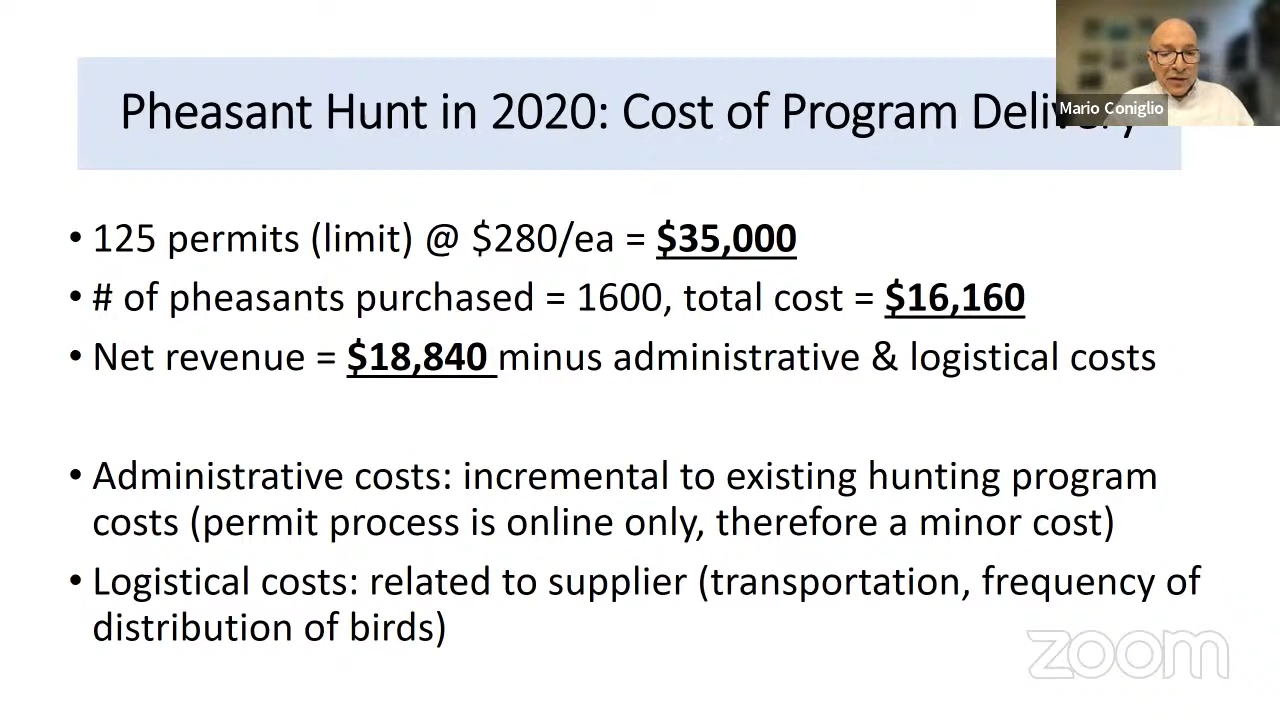 Pheasant Hunt in 2020: Cost of Program Delivery
Mario Coniglio
• 125 permits (limit) @ $280/ea = $35,000
• # of pheasants purchased = 1600, total cost = $16,160
• Net revenue = $18,840 minus administrative & logistical costs
• Administrative costs: incremental to existing hunting program
costs (permit process is online only, therefore a minor cost)
• Logistical costs: related to supplier (transportation, frequency of
distribution of birds)
zoom